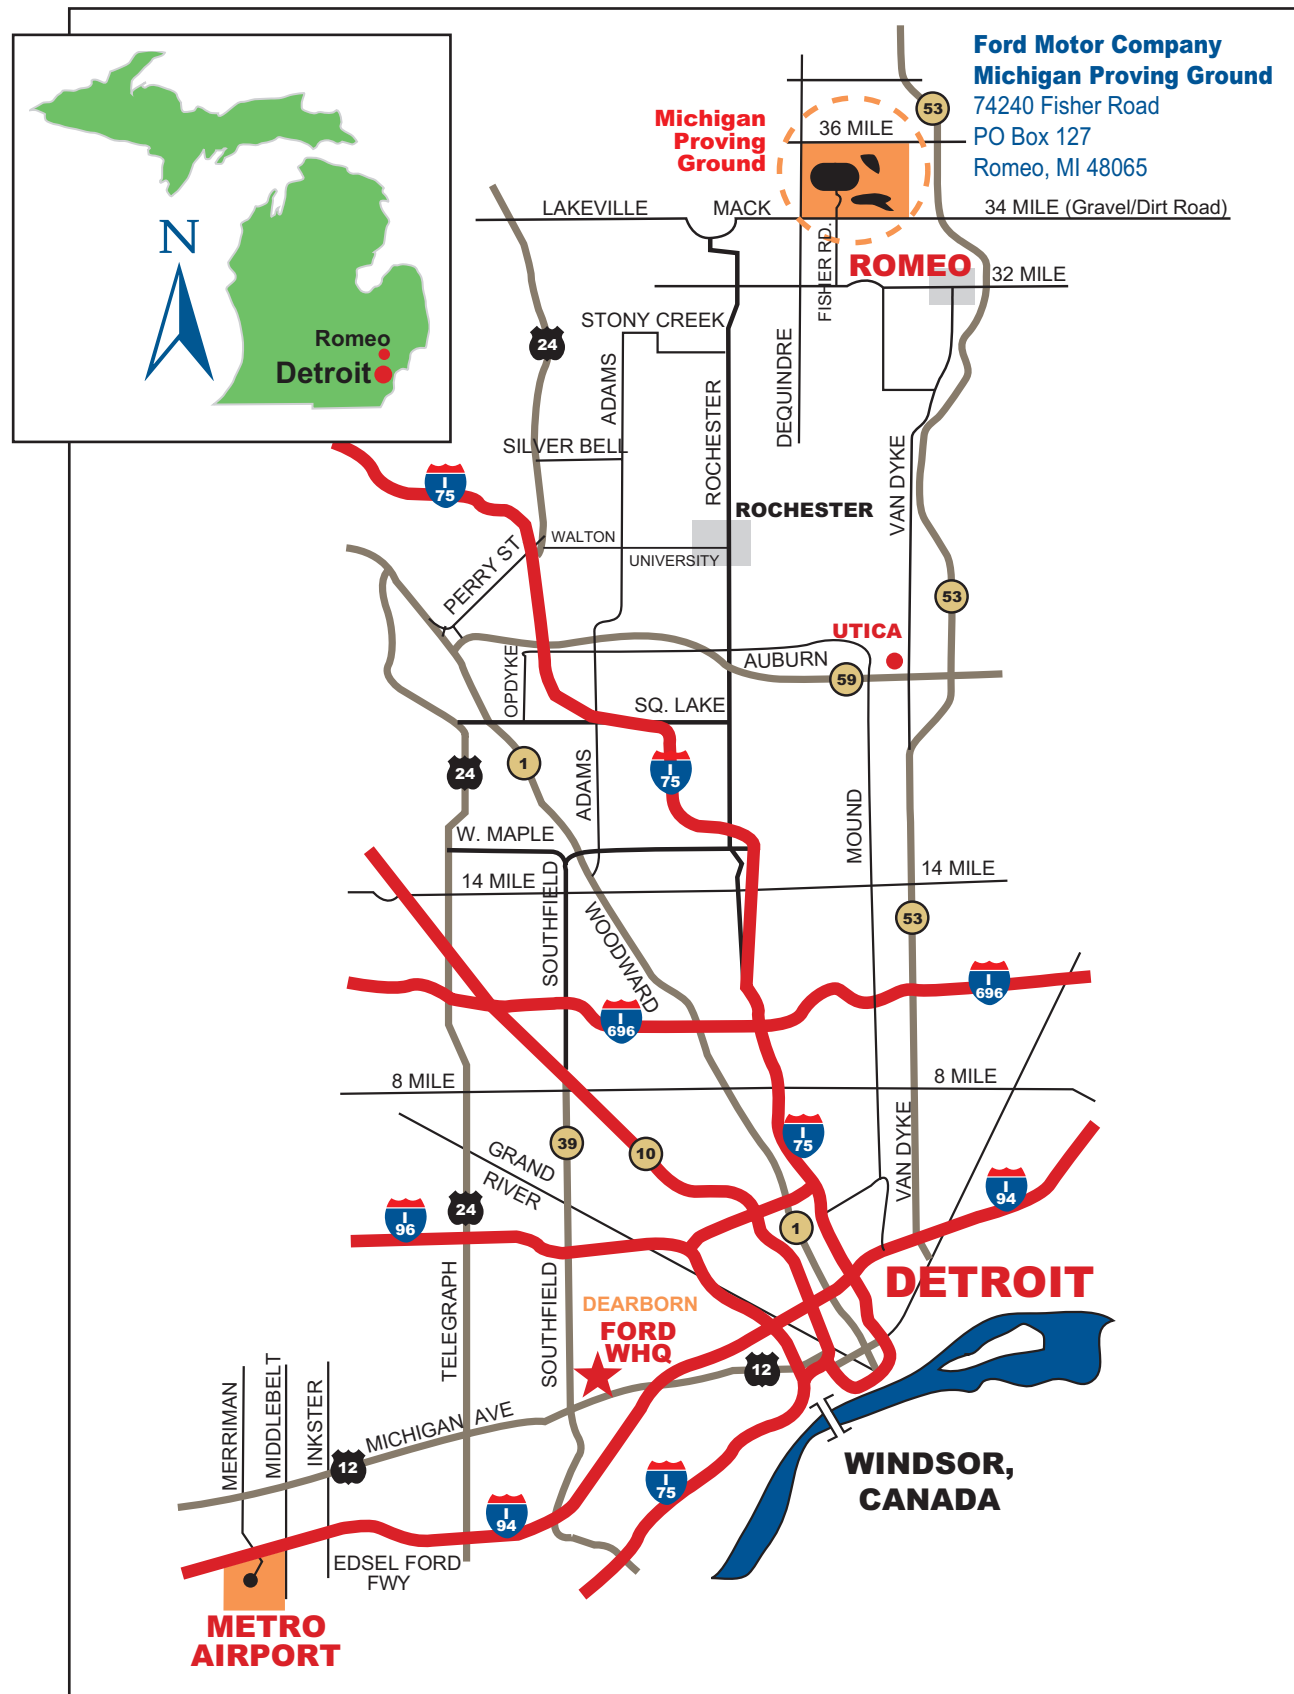 Ford Motor Company
Michigan Proving Ground
74240 Fisher Road
PO Box 127
Romeo, MI 48065
N
Romeo
Detroit
Michigan
Proving
Ground
36 MILE
53
LAKEVILLE
MACK
34 MILE (Gravel/Dirt Road)
FISHER RD.
ROMEO
32 MILE
STONY CREEK
24
ADAMS
ROCHESTER
DEQUINDRE
SILVER BELL
VAN DYKE
I
75
ROCHESTER
WALTON
UNIVERSITY
PERRY ST
53
UTICA
AUBURN
59
OPDYKE
SQ. LAKE
24
1
I
75
ADAMS
MOUND
W. MAPLE
14 MILE
14 MILE
SOUTHFIELD
WOODWARD
53
I
696
I
696
8 MILE
8 MILE
GRAND
RIVER
39
10
I
75
VAN DYKE
I
94
I
96
24
1
TELEGRAPH
SOUTHFIELD
DETROIT
DEARBORN
FORD
WHQ
12
MERRIMAN
MIDDLEBELT
INKSTER
MICHIGAN AVE
12
WINDSOR,
CANADA
I
75
I
94
EDSEL FORD
FWY
METRO
AIRPORT